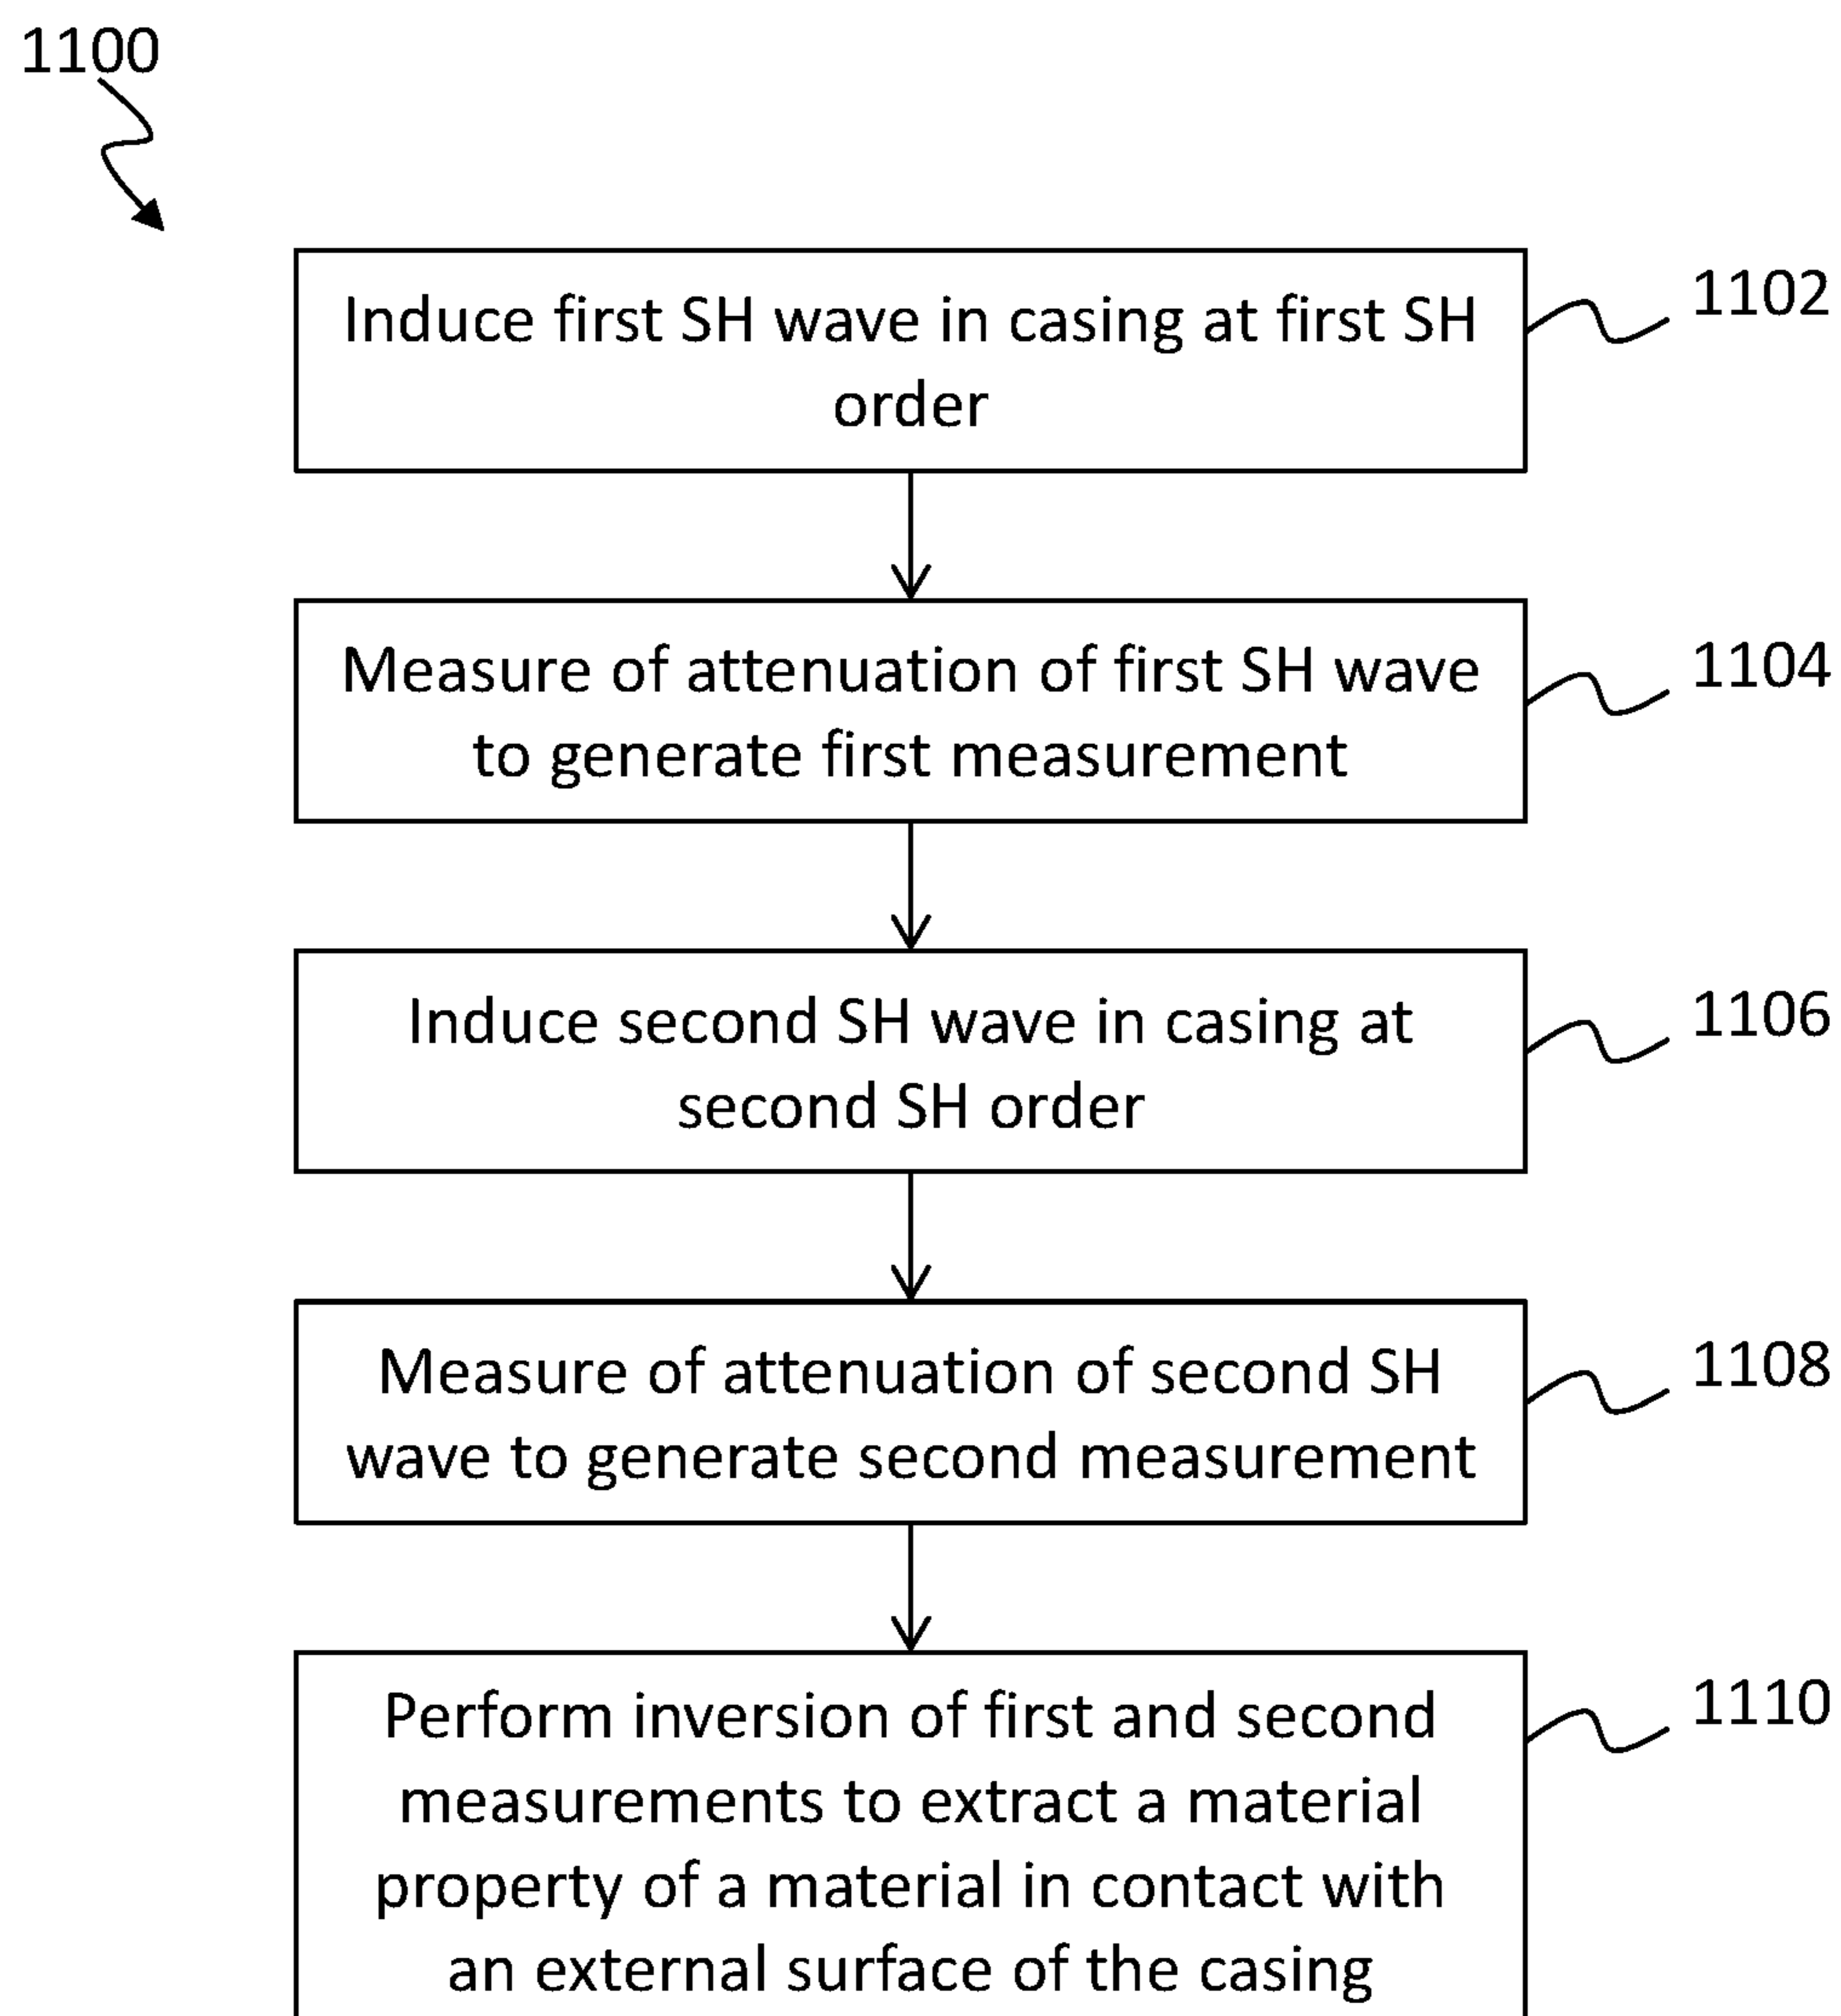 1100
Induce first SH wave in casing at first SH
order
1102
Measure of attenuation of first SH wave
to generate first measurement
1104
Induce second SH wave in casing at
second SH order
1106
Measure of attenuation of second SH
wave to generate second measurement
1108
Perform inversion of first and second
measurements to extract a material
property of a material in contact with
an external surface of the casing
1110